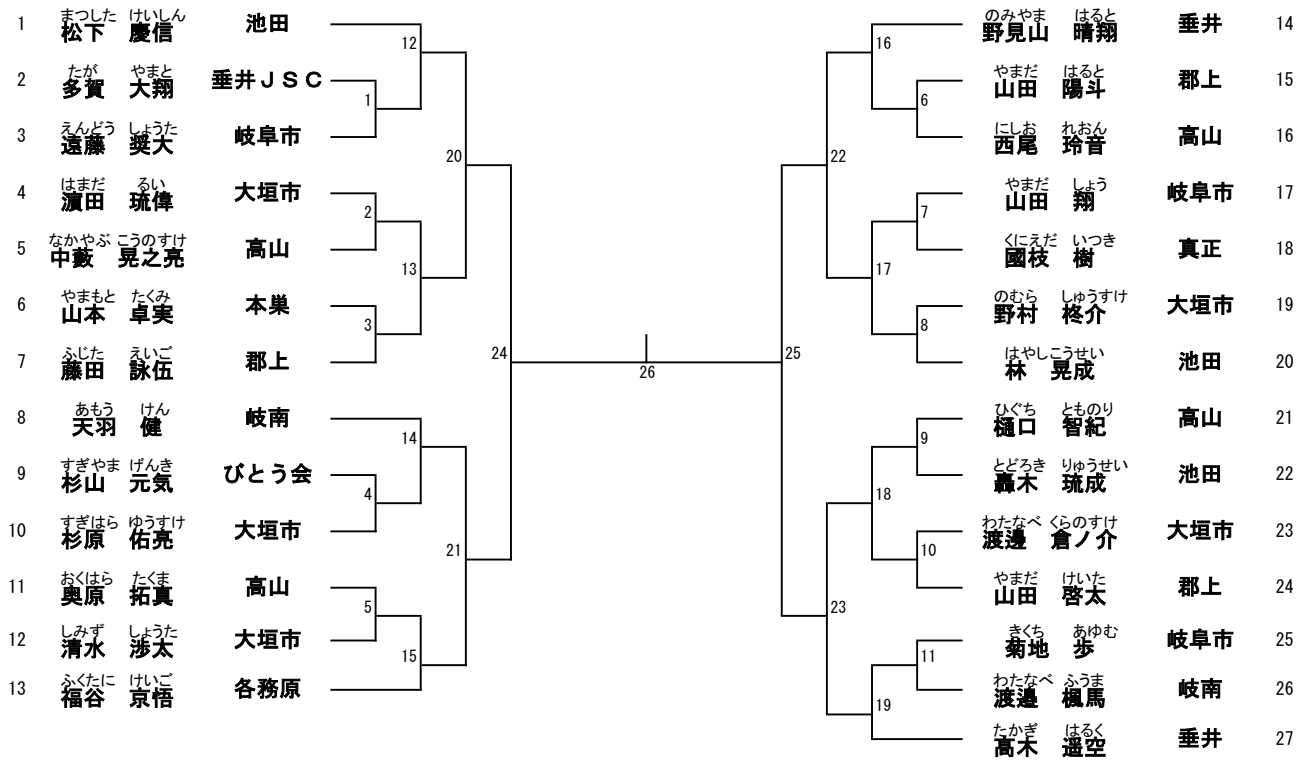 まつした けいしん
1 松下 慶信 池田
たが やまと
2 多賀 大翔 垂井ＪＳＣ
えんどう しょうた
3 遠藤 奨大 岐阜市
はまだ るい
4 濵田 琉偉 大垣市
なかやぶ こうのすけ
5 中藪 晃之亮 高山
やまもと たくみ
6 山本 卓実 本巣
ふじた えいご
7 藤田 詠伍 郡上
あもう けん
8 天羽 健 岐南
すぎやま げんき
9 杉山 元気 びとう会
すぎはら ゆうすけ
10 杉原 佑亮 大垣市
おくはら たくま
11 奥原 拓真 高山
しみず しょうた
12 清水 渉太 大垣市
ふくたに けいご
13 福谷 京悟 各務原
12
1
20
2
13
3
24
14
4
21
5
15
26
25
16
6
22
7
17
8
9
18
10
23
11
19
のみやま はると
野見山 晴翔 垂井 14
やまだ はると
山田 陽斗 郡上 15
にしお れおん
西尾 玲音 高山 16
やまだ しょう
山田 翔 岐阜市 17
くにえだ いつき
國枝 樹 真正 18
のむら しゅうすけ
野村 柊介 大垣市 19
はやし こうせい
林 晃成 池田 20
ひぐち とものり
樋口 智紀 高山 21
とどろき りゅうせい
轟木 琉成 池田 22
わたなべ くらのすけ
渡邉 倉ノ介 大垣市 23
やまだ けいた
山田 啓太 郡上 24
きくち あゆむ
菊地 歩 岐阜市 25
わたなべ ふうま
渡邉 楓馬 岐南 26
たかぎ はるく
髙木 遥空 垂井 27